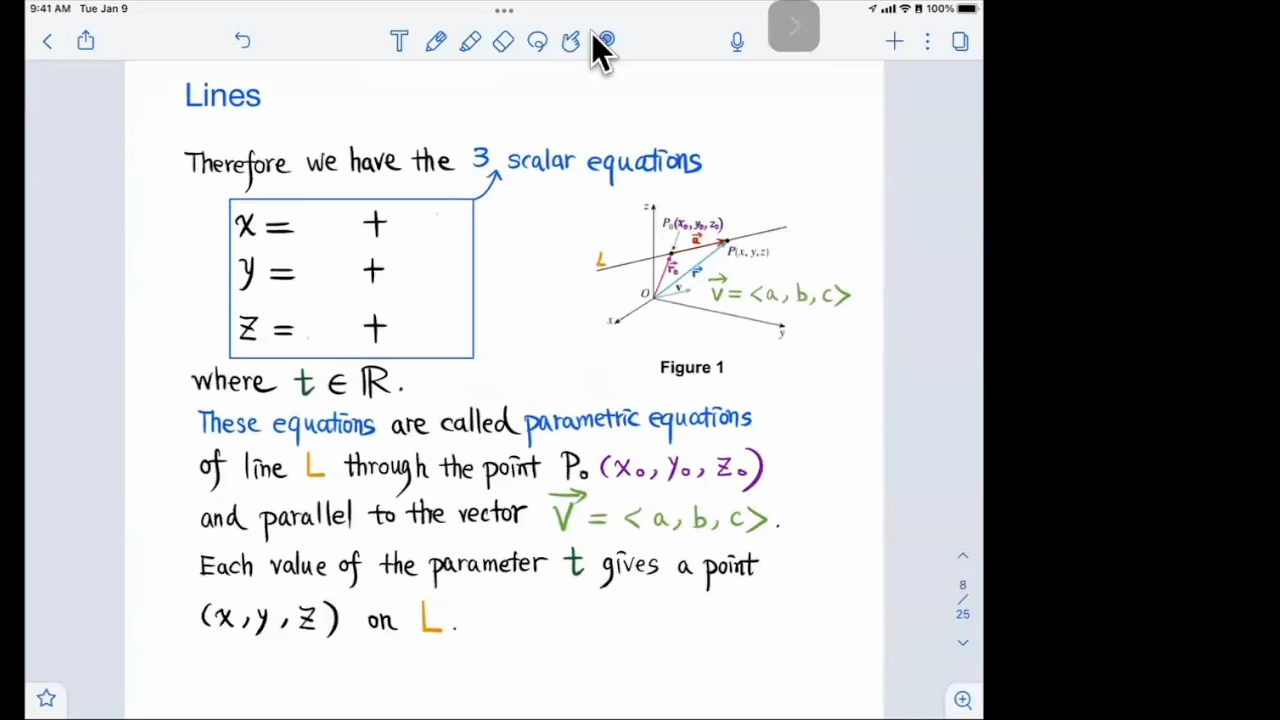 9:41 AM Tue Jan 9
100%
Lines
Therefore we have the 3 scalar equations
x = +
y = +
z = +
z
P₀(x₀, y₀, z₀)
a
L
P(x, y, z)
r₀
r
O
v
v = <a, b, c>
x
y
Figure 1
where t ∈ ℝ.
These equations are called parametric equations
of line L through the point P₀ (x₀, y₀, z₀)
and parallel to the vector V = <a, b, c>.
Each value of the parameter t gives a point
(x, y, z) on L.
8
/
25